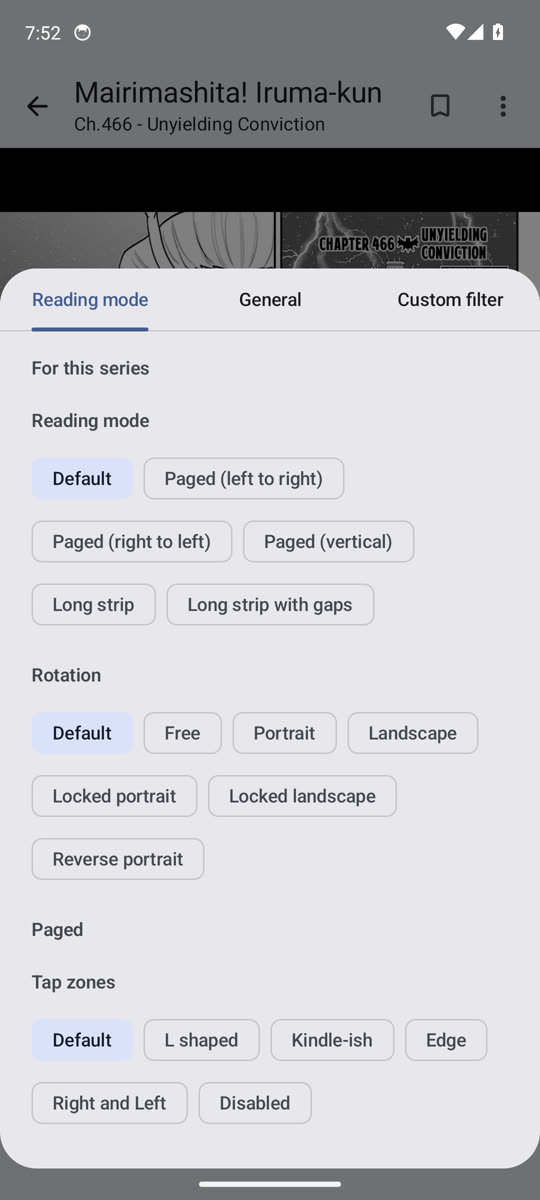 7:52
Mairimashita! Iruma-kun
Ch.466 - Unyielding Conviction
CHAPTER 466 UNYIELDING
CONVICTION
Reading mode General Custom filter
For this series
Reading mode
Default Paged (left to right)
Paged (right to left) Paged (vertical)
Long strip Long strip with gaps
Rotation
Default Free Portrait Landscape
Locked portrait Locked landscape
Reverse portrait
Paged
Tap zones
Default L shaped Kindle-ish Edge
Right and Left Disabled